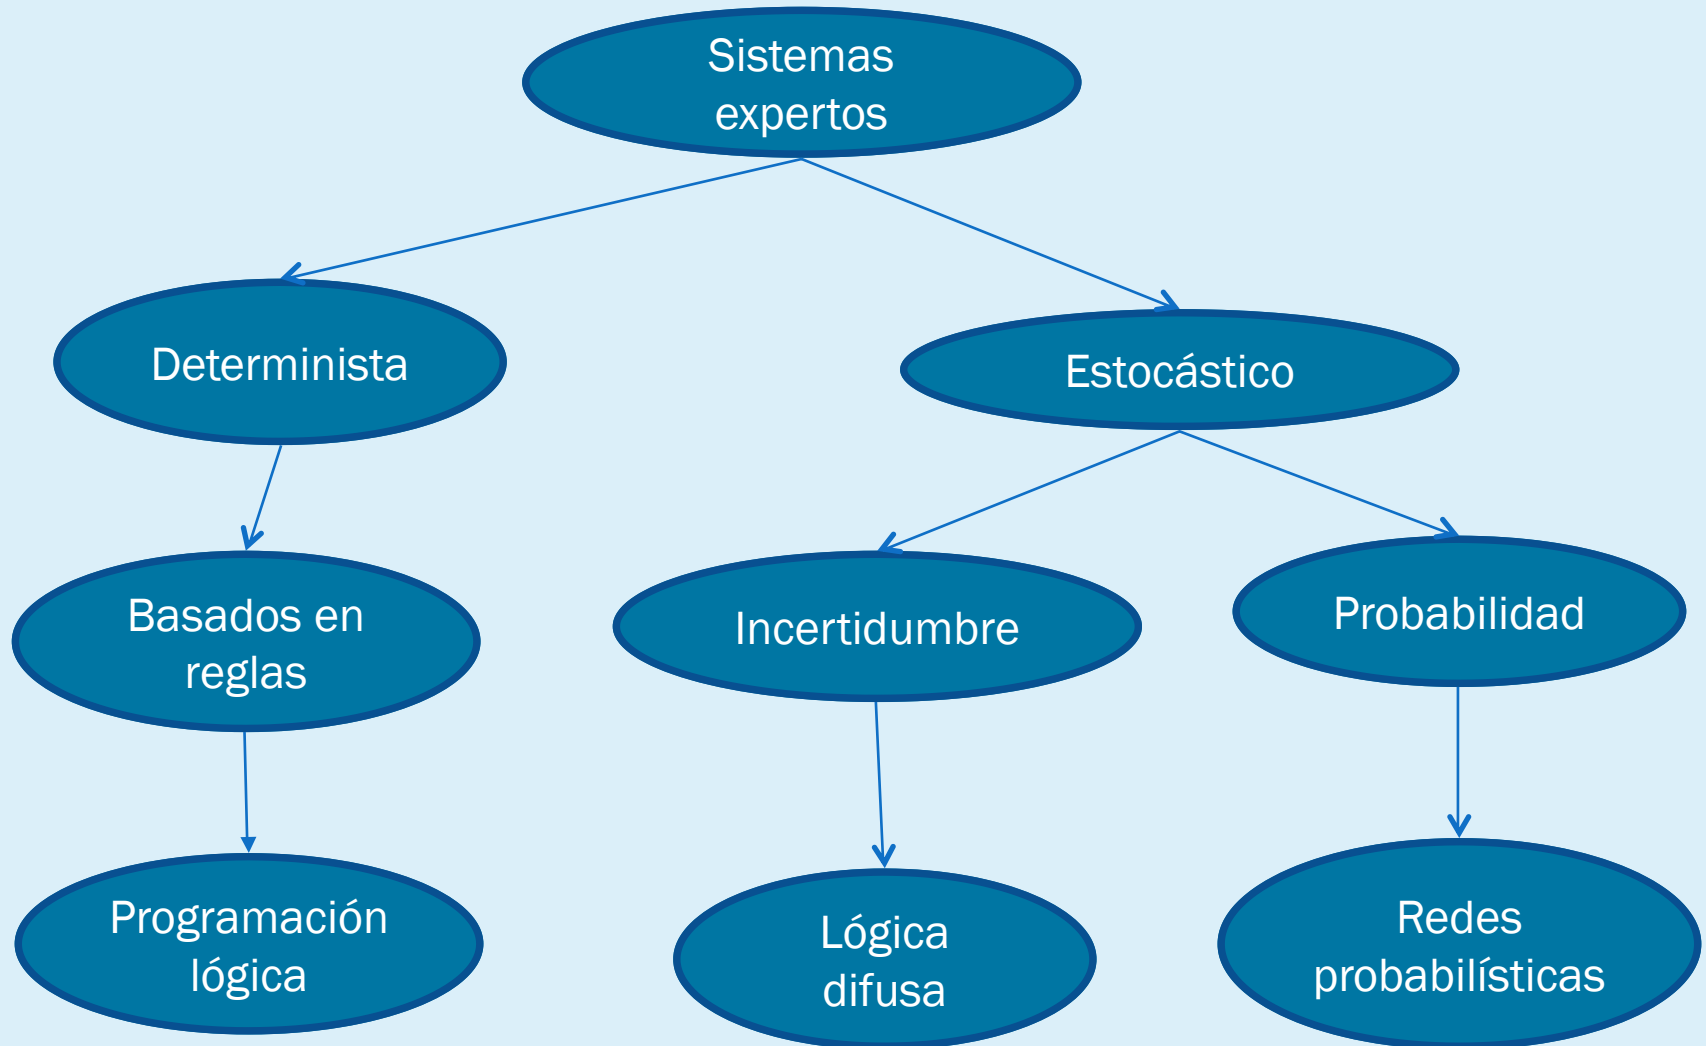 Sistemas
expertos
Determinista
Estocástico
Basados en
reglas
Incertidumbre
Probabilidad
Programación
lógica
Lógica
difusa
Redes
probabilísticas